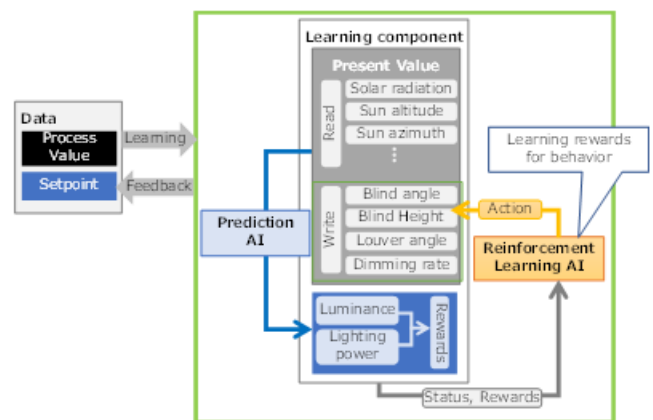 Learning component
Present Value
Read
Solar radiation
Sun altitude
Sun azimuth
Data
Process
Value
Setpoint
Learning
Feedback
Learning rewards
for behavior
Prediction
AI
Write
Blind angle
Blind Height
Louver angle
Dimming rate
Action
Reinforcement
Learning AI
Luminance
Lighting
power
Rewards
Status, Rewards